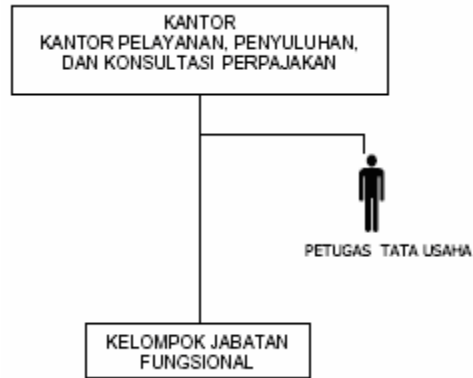 KANTOR
KANTOR PELAYANAN, PENYULUHAN,
DAN KONSULTASI PERPAJAKAN
PETUGAS TATA USAHA
KELOMPOK JABATAN
FUNGSIONAL